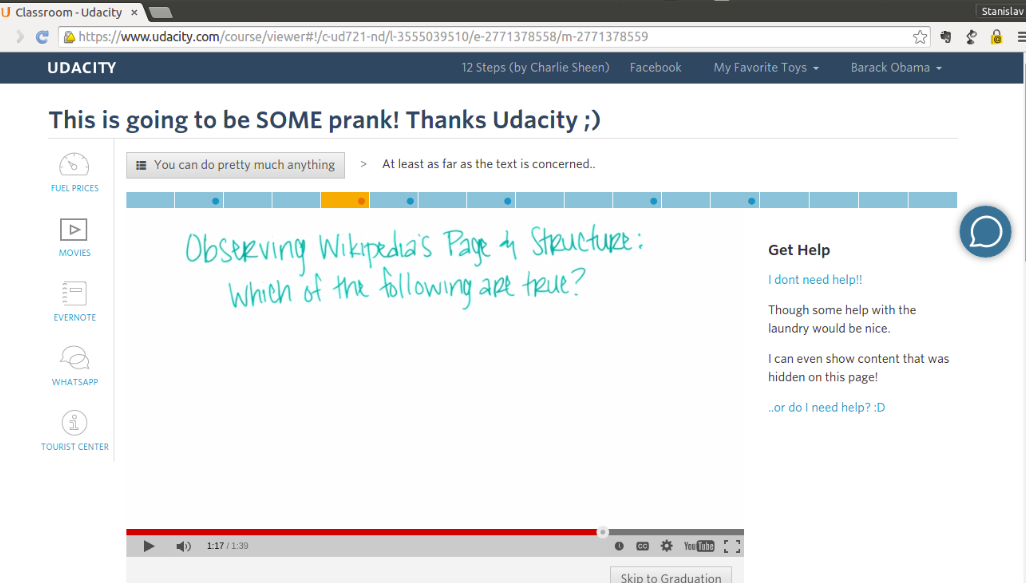 Classroom - Udacity
Stanislav
https://www.udacity.com/course/viewer#!/c-ud721-nd/l-3555039510/e-2771378558/m-2771378559
UDACITY
12 Steps (by Charlie Sheen)
Facebook
My Favorite Toys
Barack Obama
This is going to be SOME prank! Thanks Udacity ;)
FUEL PRICES
MOVIES
EVERNOTE
WHATSAPP
TOURIST CENTER
You can do pretty much anything
> At least as far as the text is concerned..
Observing Wikipedia's Page & Structure:
Which of the following are true?
1:17 / 1:39
CC
YouTube
Skip to Graduation
Get Help
I dont need help!!
Though some help with the
laundry would be nice.
I can even show content that was
hidden on this page!
..or do I need help? :D